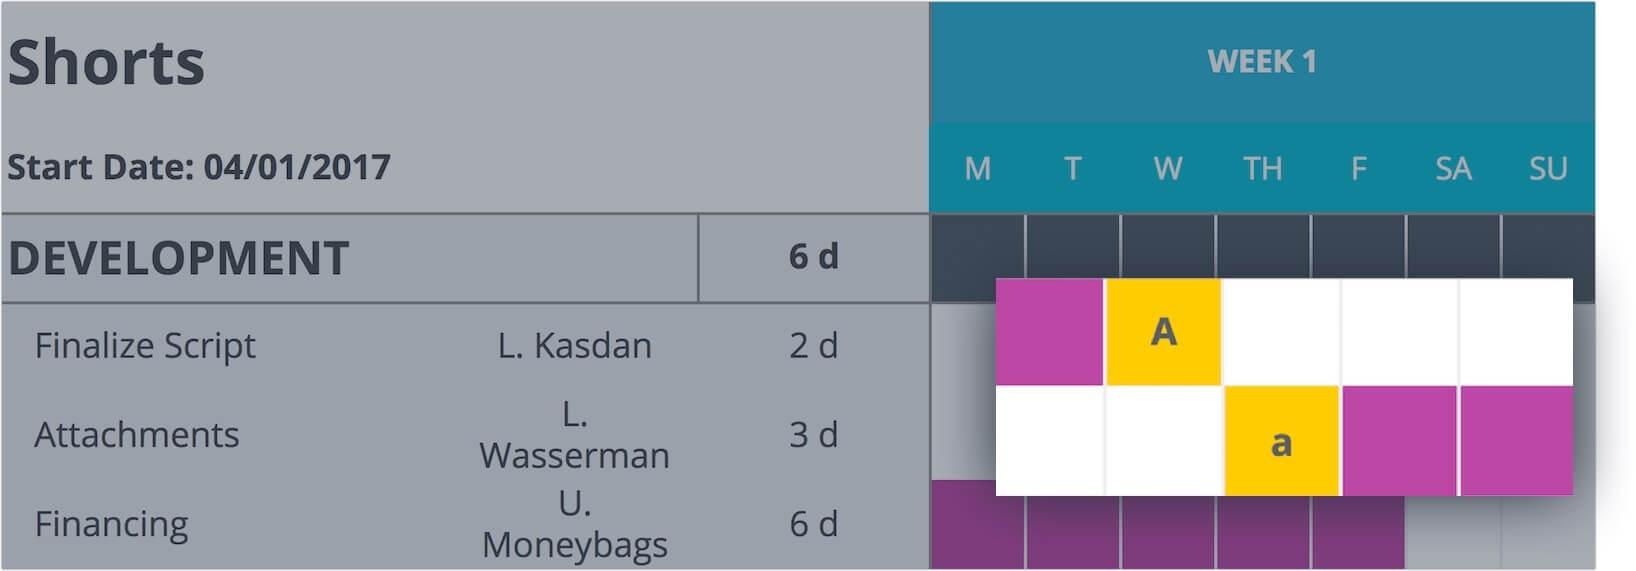 Shorts
WEEK 1
Start Date: 04/01/2017
M T W TH F SA SU
DEVELOPMENT 6 d
Finalize Script L. Kasdan 2 d
A
Attachments L. Wasserman 3 d
a
Financing U. Moneybags 6 d